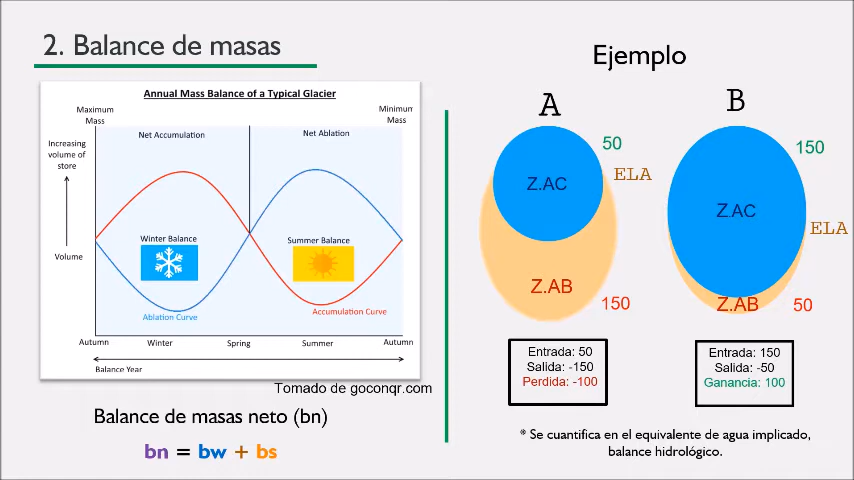 2. Balance de masas
Annual Mass Balance of a Typical Glacier
Maximum
Mass
Minimum
Mass
Net Accumulation
Net Ablation
Increasing
volume of
store
Volume
Winter Balance
Summer Balance
Ablation Curve
Accumulation Curve
Autumn
Winter
Spring
Summer
Autumn
Balance Year
Tomado de goconqr.com
Balance de masas neto (bn)
bn = bw + bs
Ejemplo
A
50
ELA
Z.AC
Z.AB
150
Entrada: 50
Salida: -150
Perdida: -100
B
150
Z.AC
ELA
Z.AB
50
Entrada: 150
Salida: -50
Ganancia: 100
* Se cuantifica en el equivalente de agua implicado,
balance hidrológico.